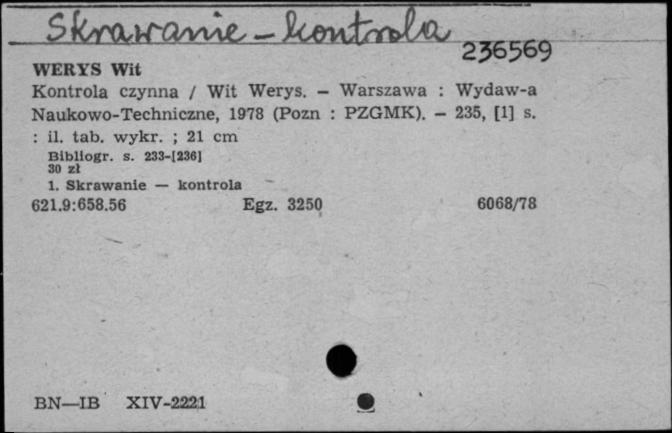 Skrawanie – kontrola
236569
WERYS Wit
Kontrola czynna / Wit Werys. — Warszawa : Wydaw-a
Naukowo-Techniczne, 1978 (Pozn : PZGMK). — 235, [1] s.
: il. tab. wykr. ; 21 cm
Bibliogr. s. 233-[236]
30 zł
1. Skrawanie — kontrola
621.9:658.56 Egz. 3250 6068/78
BN—IB XIV-2221